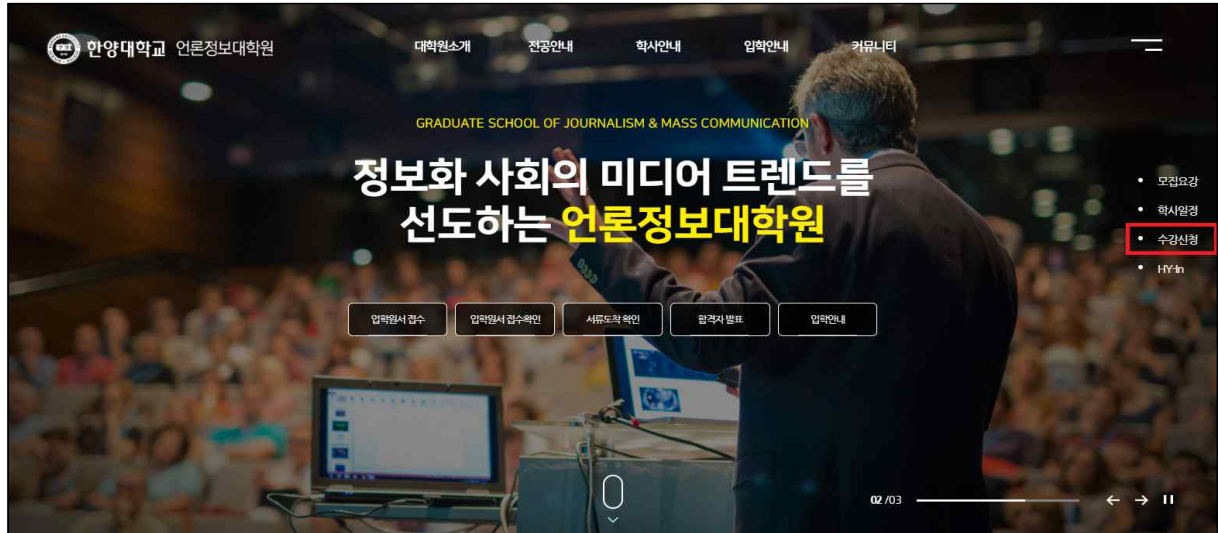 한양대학교 언론정보대학원
대학원소개 전공안내 학사안내 입학안내 커뮤니티
GRADUATE SCHOOL OF JOURNALISM & MASS COMMUNICATION
정보화 사회의 미디어 트렌드를
선도하는 언론정보대학원
모집요강
학사일정
수강신청
HY-In
입학원서 접수 입학원서 접수확인 서류도착 확인 합격자 발표 입학안내
02 /03